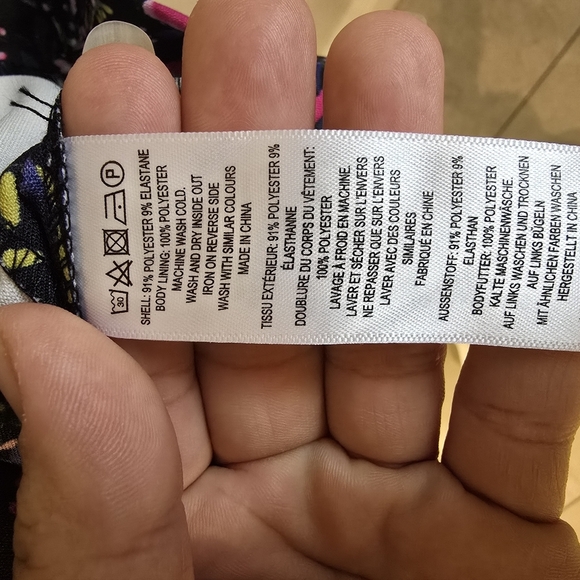 30 P
SHELL: 91% POLYESTER 9% ELASTANE
BODY LINING: 100% POLYESTER
MACHINE WASH COLD.
WASH AND DRY INSIDE OUT
IRON ON REVERSE SIDE
WASH WITH SIMILAR COLOURS
MADE IN CHINA
TISSU EXTÉRIEUR: 91% POLYESTER 9%
ÉLASTHANNE
DOUBLURE DU CORPS DU VÊTEMENT:
100% POLYESTER
LAVAGE À FROID EN MACHINE.
LAVER ET SÉCHER SUR L'ENVERS
NE REPASSER QUE SUR L'ENVERS
LAVER AVEC DES COULEURS
SIMILAIRES
FABRIQUÉ EN CHINE
AUSSENSTOFF: 91% POLYESTER 9%
ELASTHAN
BODYFUTTER: 100% POLYESTER
KALTE MASCHINENWÄSCHE.
AUF LINKS WASCHEN UND TROCKNEN
AUF LINKS BÜGELN
MIT ÄHNLICHEN FARBEN WASCHEN
HERGESTELLT IN CHINA